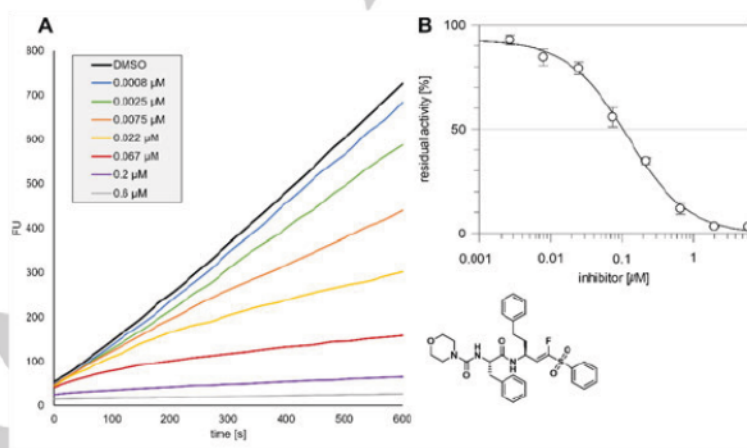 A
800
700
600
500
400
300
200
100
0
FU
DMSO
0.0008 µM
0.0025 µM
0.0075 µM
0.022 µM
0.067 µM
0.2 µM
0.6 µM
0 100 200 300 400 500 600
time [s]
B
100
50
0
residual activity [%]
0.001 0.01 0.1 1
inhibitor [µM]
O
N
O
H
N
O
N
H
F
S
O
O